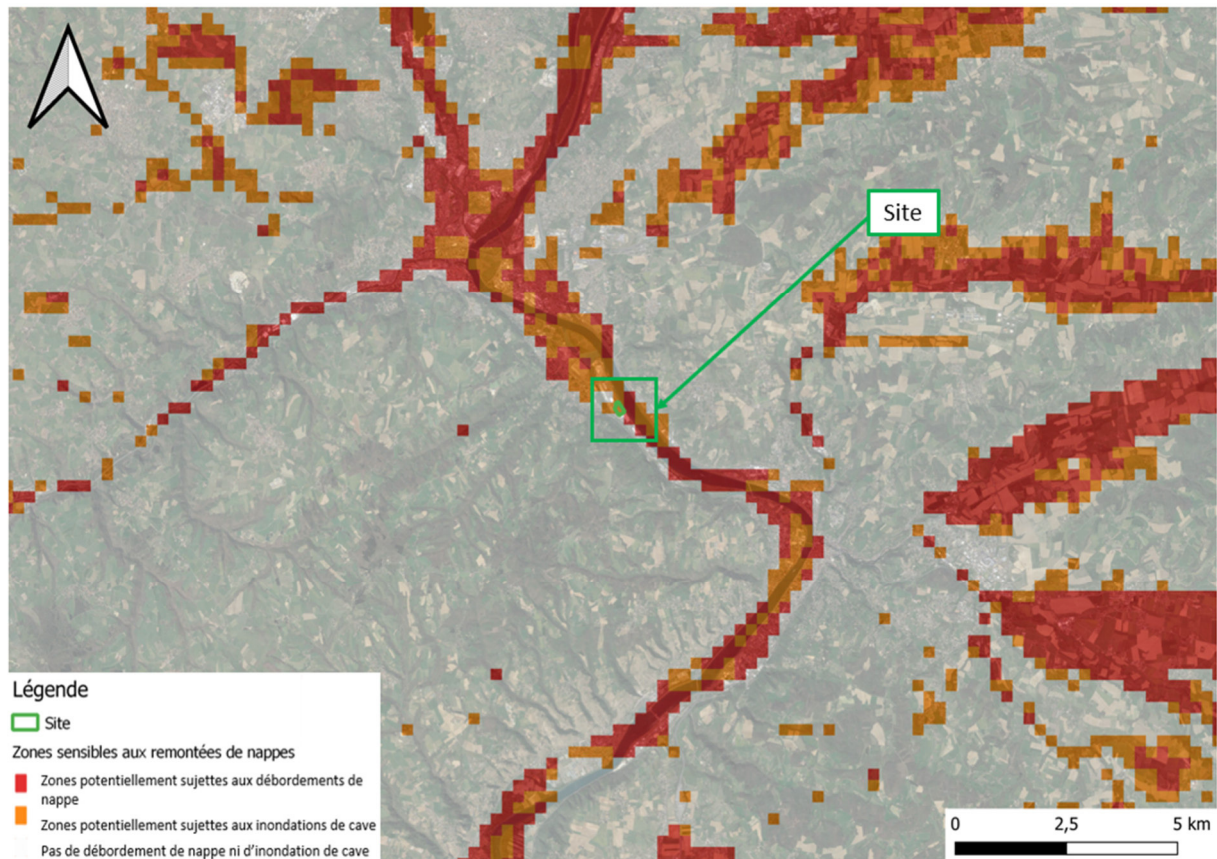 Site
Légende
Site
Zones sensibles aux remontées de nappes
Zones potentiellement sujettes aux débordements de
nappe
Zones potentiellement sujettes aux inondations de cave
Pas de débordement de nappe ni d'inondation de cave
0 2,5 5 km